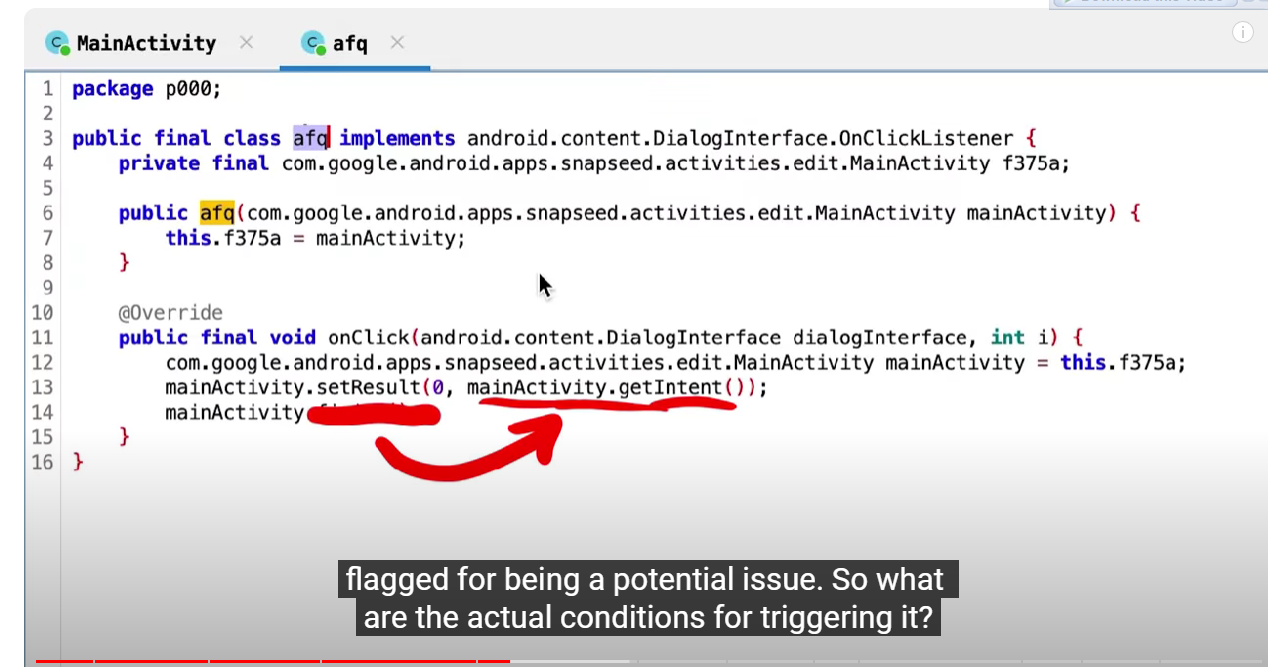 MainActivity
afq
1 package p000;
2
3 public final class afq implements android.content.DialogInterface.OnClickListener {
4 private final com.google.android.apps.snapseed.activities.edit.MainActivity f375a;
5
6 public afq(com.google.android.apps.snapseed.activities.edit.MainActivity mainActivity) {
7 this.f375a = mainActivity;
8 }
9
10 @Override
11 public final void onClick(android.content.DialogInterface dialogInterface, int i) {
12 com.google.android.apps.snapseed.activities.edit.MainActivity mainActivity = this.f375a;
13 mainActivity.setResult(0, mainActivity.getIntent());
14 mainActivity
15 }
16 }
flagged for being a potential issue. So what
are the actual conditions for triggering it?